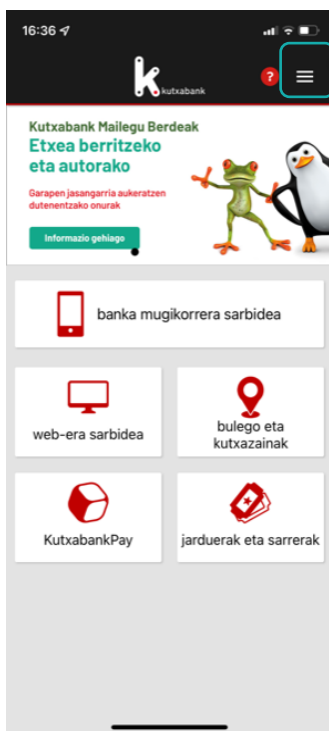 16:36
kutxabank
?
Kutxabank Mailegu Berdeak
Etxea berritzeko
eta autorako
Garapen jasangarria aukeratzen
dutenentzako onurak
Informazio gehiago
banka mugikorrera sarbidea
web-era sarbidea
bulego eta
kutxazainak
KutxabankPay
jarduerak eta sarrerak